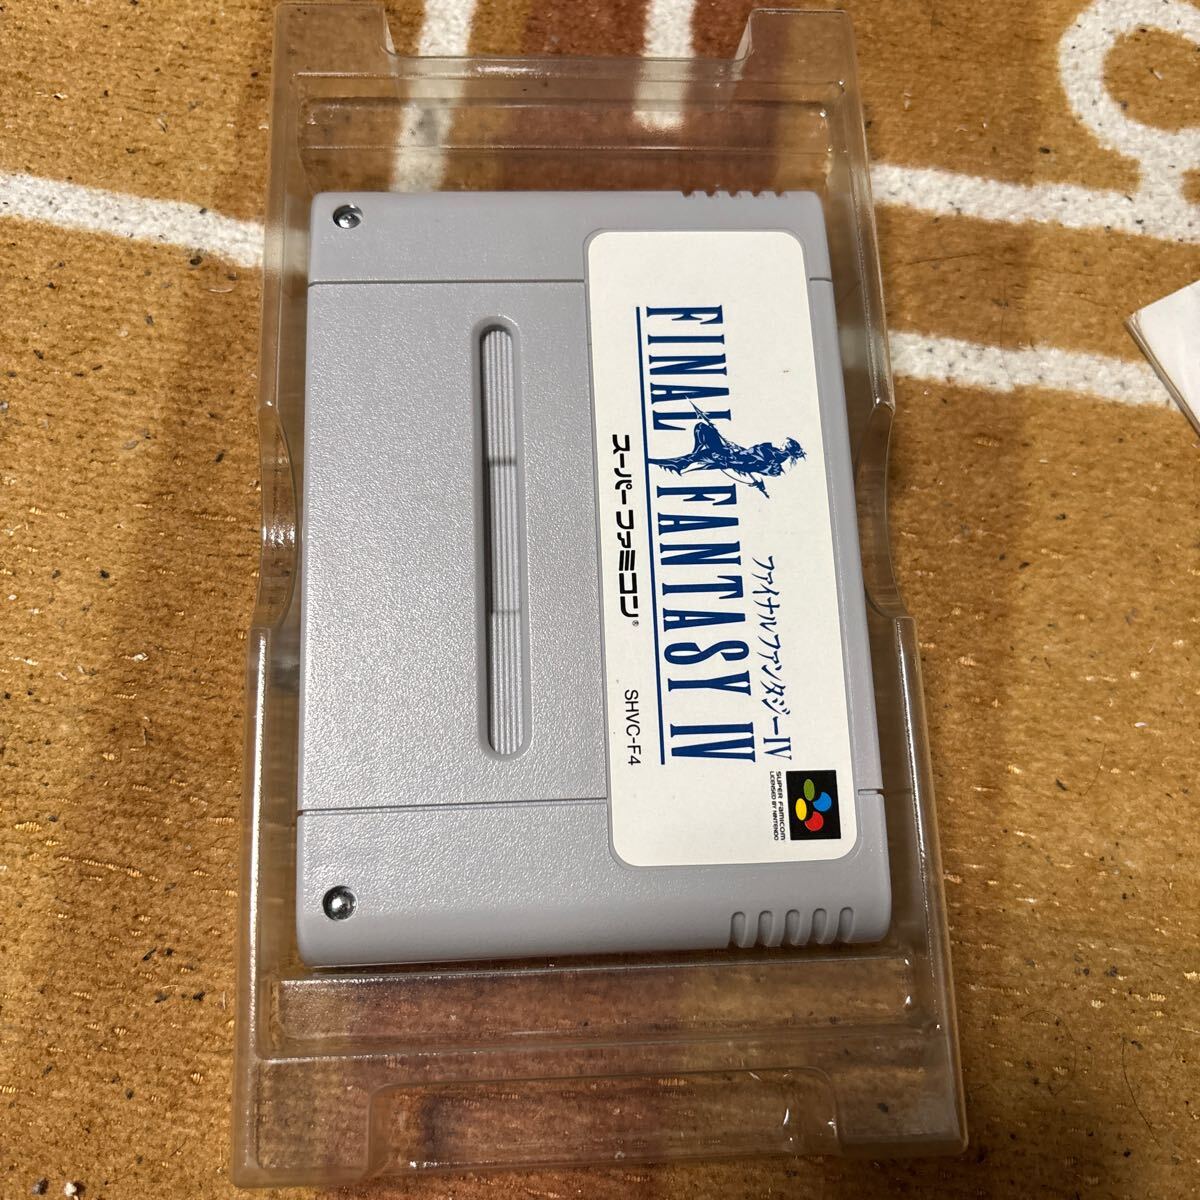 ファイナルファンタジーIV
FINAL FANTASY IV
スーパーファミコン®
SHVC-F4
SUPER FAMICOM
LICENSED BY NINTENDO